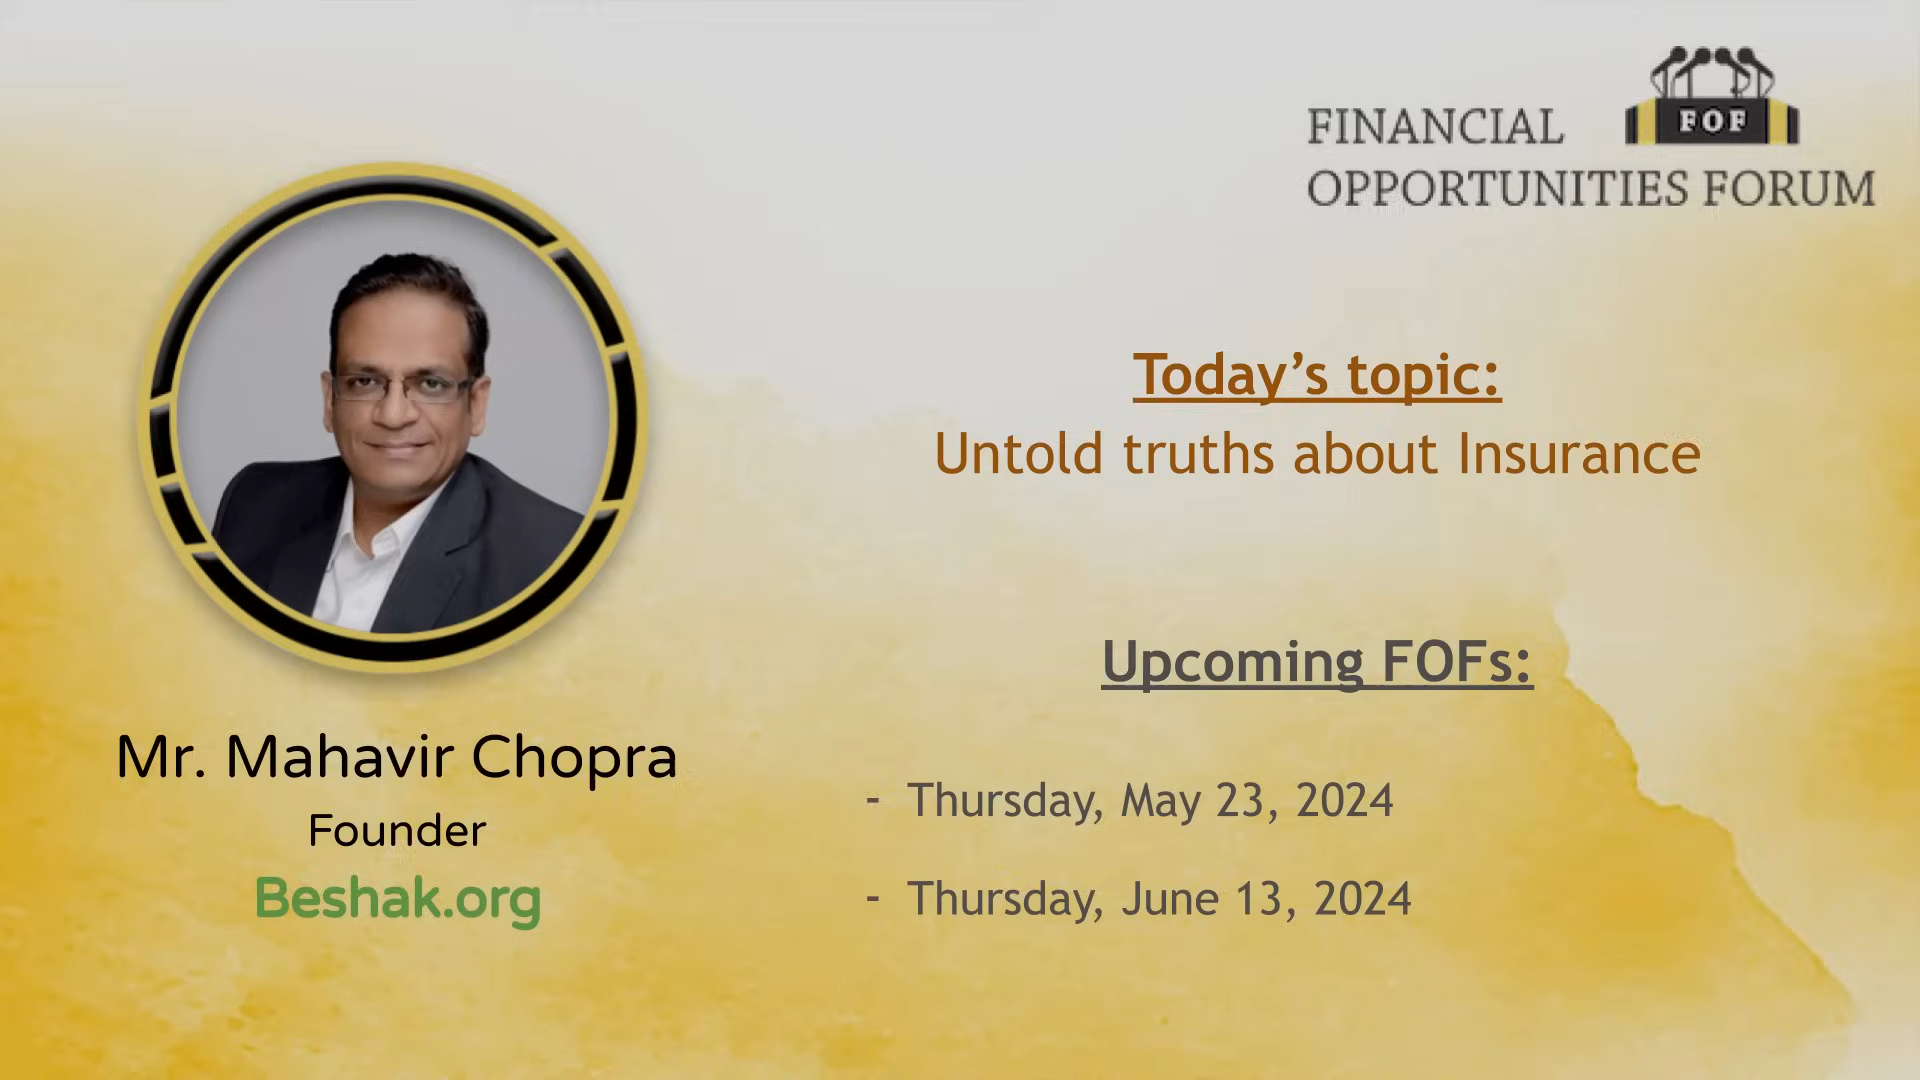 FINANCIAL
FOF
OPPORTUNITIES FORUM
Today’s topic:
Untold truths about Insurance
Upcoming FOFs:
- Thursday, May 23, 2024
- Thursday, June 13, 2024
Mr. Mahavir Chopra
Founder
Beshak.org